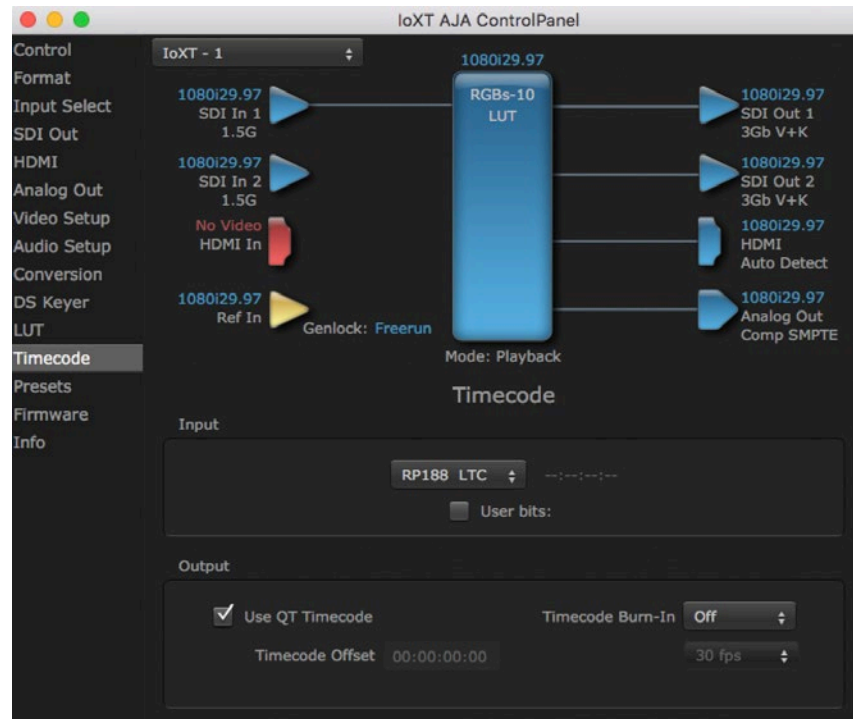 IoXT AJA ControlPanel
Control
Format
Input Select
SDI Out
HDMI
Analog Out
Video Setup
Audio Setup
Conversion
DS Keyer
LUT
Timecode
Presets
Firmware
Info
IoXT - 1
1080i29.97
1080i29.97
SDI In 1
1.5G
1080i29.97
SDI In 2
1.5G
No Video
HDMI In
1080i29.97
Ref In
Genlock: Freerun
RGBs-10
LUT
Mode: Playback
1080i29.97
SDI Out 1
3Gb V+K
1080i29.97
SDI Out 2
3Gb V+K
1080i29.97
HDMI
Auto Detect
1080i29.97
Analog Out
Comp SMPTE
Timecode
Input
RP188 LTC --:--:--:--
User bits:
Output
Use QT Timecode
Timecode Burn-In Off
Timecode Offset 00:00:00:00
30 fps